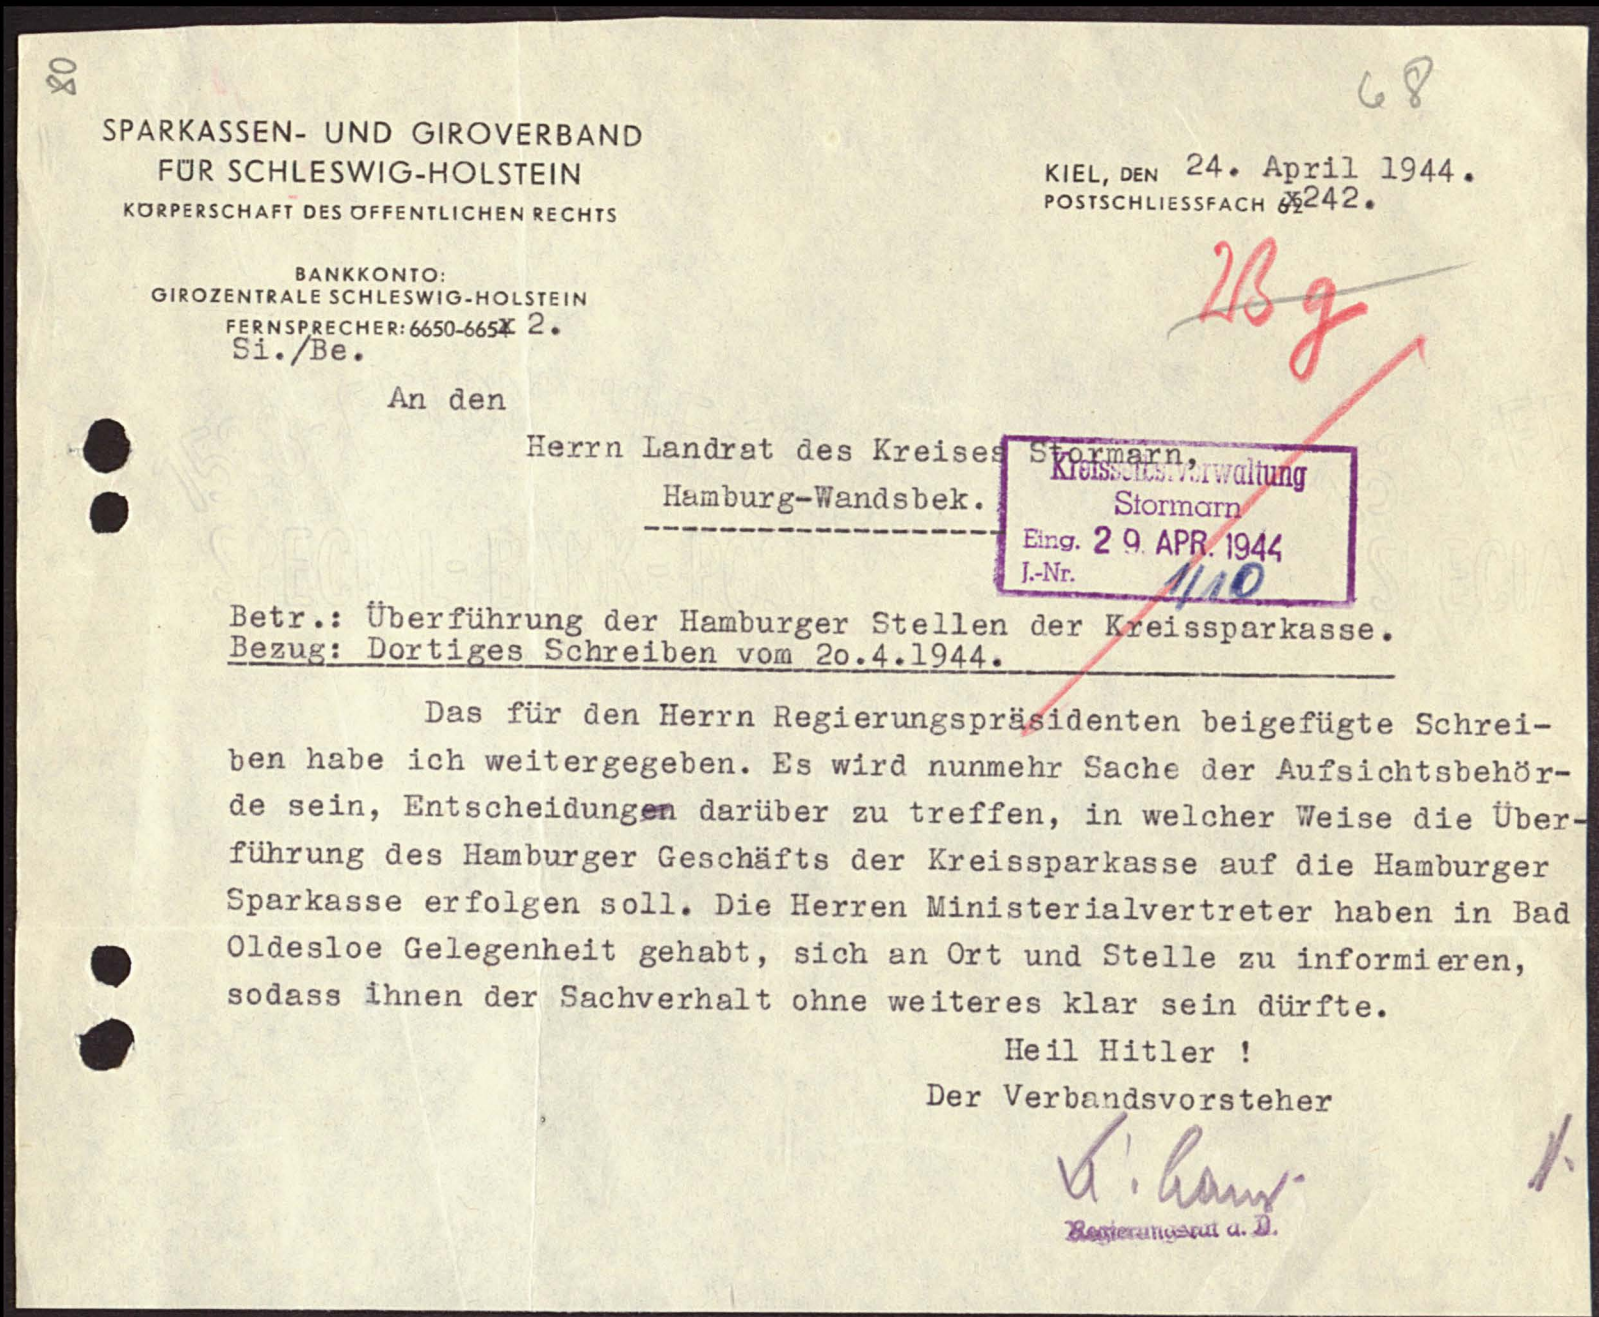 80
68
SPARKASSEN- UND GIROVERBAND
FÜR SCHLESWIG-HOLSTEIN
KÖRPERSCHAFT DES ÖFFENTLICHEN RECHTS
KIEL, DEN 24. April 1944.
POSTSCHLIESSFACH 242.
BANKKONTO:
GIROZENTRALE SCHLESWIG-HOLSTEIN
FERNSPRECHER: 6650-665 2.
Si./Be.
An den
Herrn Landrat des Kreises Stormarn,
Hamburg-Wandsbek.
Stormarn
Eing. 29. APR. 1944
J.-Nr.
Betr.: Überführung der Hamburger Stellen der Kreissparkasse.
Bezug: Dortiges Schreiben vom 2o.4.1944.
Das für den Herrn Regierungspräsidenten beigefügte Schrei-
ben habe ich weitergegeben. Es wird nunmehr Sache der Aufsichtsbehör-
de sein, Entscheidungen darüber zu treffen, in welcher Weise die Über-
führung des Hamburger Geschäfts der Kreissparkasse auf die Hamburger
Sparkasse erfolgen soll. Die Herren Ministerialvertreter haben in Bad
Oldesloe Gelegenheit gehabt, sich an Ort und Stelle zu informieren,
sodass ihnen der Sachverhalt ohne weiteres klar sein dürfte.
Heil Hitler !
Der Verbandsvorsteher
Regierungsrat a. D.